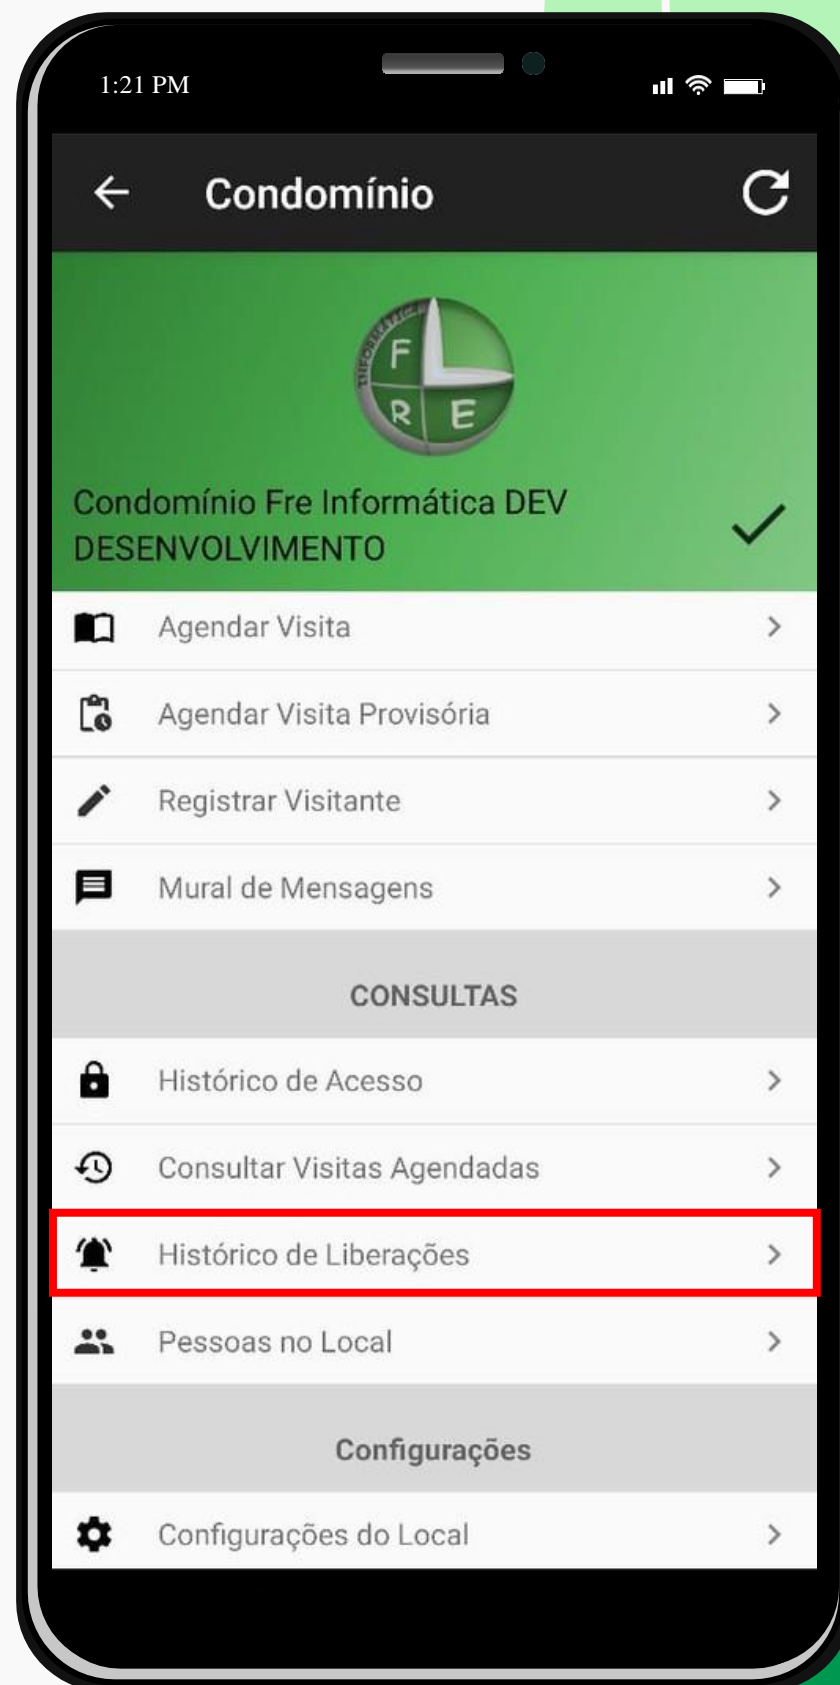 1:21 PM
Condomínio
INFORMÁTICA
F
R E
Condomínio Fre Informática DEV
DESENVOLVIMENTO
Agendar Visita
Agendar Visita Provisória
Registrar Visitante
Mural de Mensagens
CONSULTAS
Histórico de Acesso
Consultar Visitas Agendadas
Histórico de Liberações
Pessoas no Local
Configurações
Configurações do Local